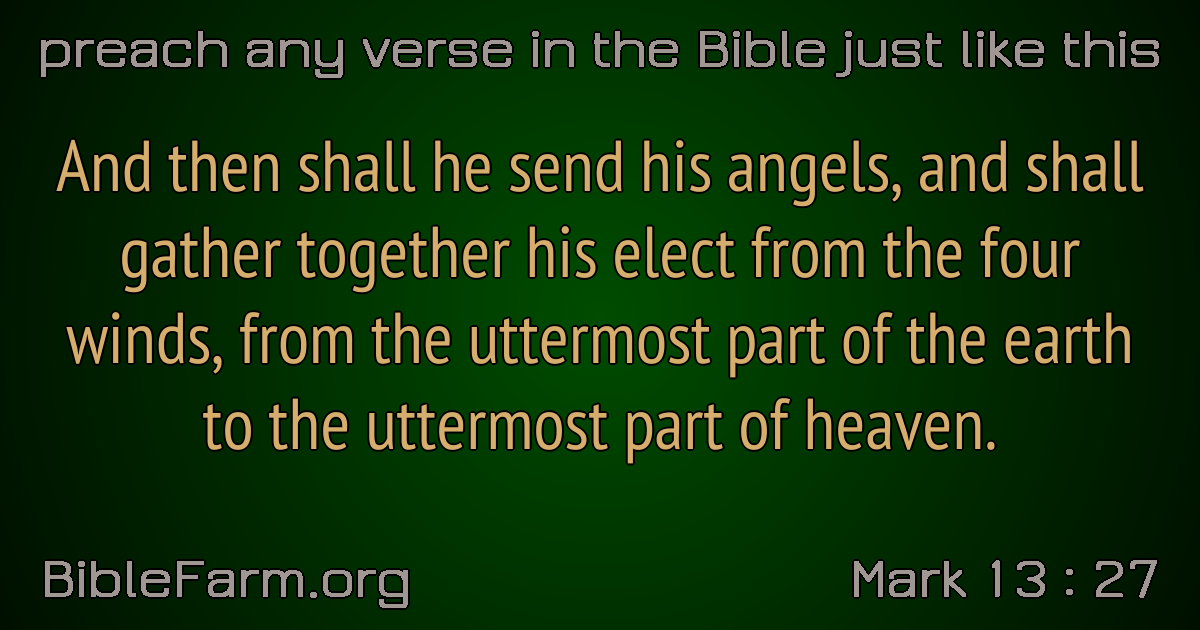 preach any verse in the Bible just like this
And then shall he send his angels, and shall
gather together his elect from the four
winds, from the uttermost part of the earth
to the uttermost part of heaven.
BibleFarm.org
Mark 13 : 27